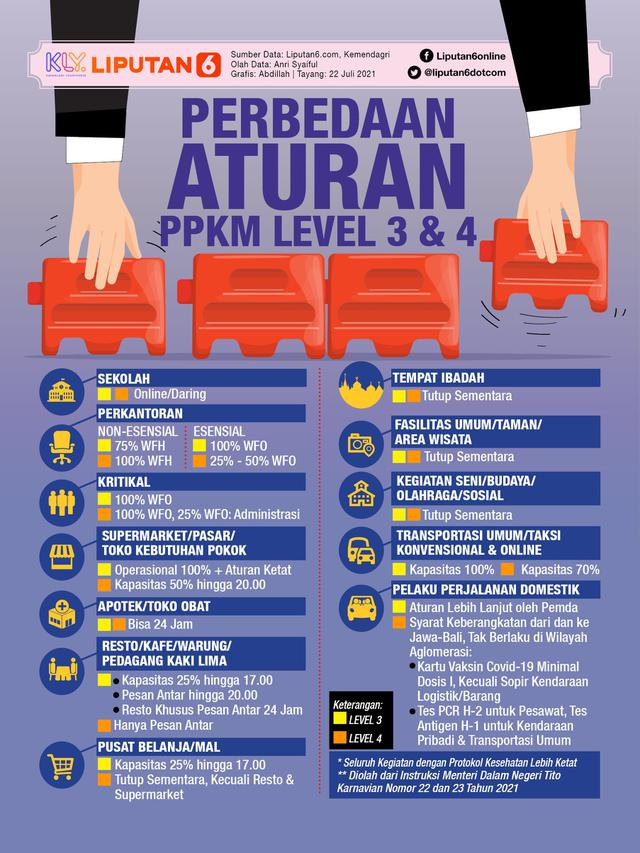 KLY.
KAPANLAGI YOUNIVERSE
LIPUTAN 6
Sumber Data: Liputan6.com, Kemendagri
Olah Data: Anri Syaiful
Grafis: Abdillah | Tayang: 22 Juli 2021
Liputan6online
@liputan6dotcom
PERBEDAAN
ATURAN
PPKM LEVEL 3 & 4
SEKOLAH
Online/Daring
PERKANTORAN
NON-ESENSIAL
75% WFH
100% WFH
ESENSIAL
100% WFO
25% - 50% WFO
KRITIKAL
100% WFO
100% WFO, 25% WFO: Administrasi
SUPERMARKET/PASAR/
TOKO KEBUTUHAN POKOK
Operasional 100% + Aturan Ketat
Kapasitas 50% hingga 20.00
APOTEK/TOKO OBAT
Bisa 24 Jam
RESTO/KAFE/WARUNG/
PEDAGANG KAKI LIMA
• Kapasitas 25% hingga 17.00
• Pesan Antar hingga 20.00
• Resto Khusus Pesan Antar 24 Jam
Hanya Pesan Antar
PUSAT BELANJA/MAL
Kapasitas 25% hingga 17.00
Tutup Sementara, Kecuali Resto &
Supermarket
TEMPAT IBADAH
Tutup Sementara
FASILITAS UMUM/TAMAN/
AREA WISATA
Tutup Sementara
KEGIATAN SENI/BUDAYA/
OLAHRAGA/SOSIAL
Tutup Sementara
TRANSPORTASI UMUM/TAKSI
KONVENSIONAL & ONLINE
Kapasitas 100% Kapasitas 70%
PELAKU PERJALANAN DOMESTIK
Aturan Lebih Lanjut oleh Pemda
Syarat Keberangkatan dari dan ke
Jawa-Bali, Tak Berlaku di Wilayah
Aglomerasi:
• Kartu Vaksin Covid-19 Minimal
Dosis I, Kecuali Sopir Kendaraan
Logistik/Barang
• Tes PCR H-2 untuk Pesawat, Tes
Antigen H-1 untuk Kendaraan
Pribadi & Transportasi Umum
Keterangan:
LEVEL 3
LEVEL 4
* Seluruh Kegiatan dengan Protokol Kesehatan Lebih Ketat
** Diolah dari Instruksi Menteri Dalam Negeri Tito
Karnavian Nomor 22 dan 23 Tahun 2021